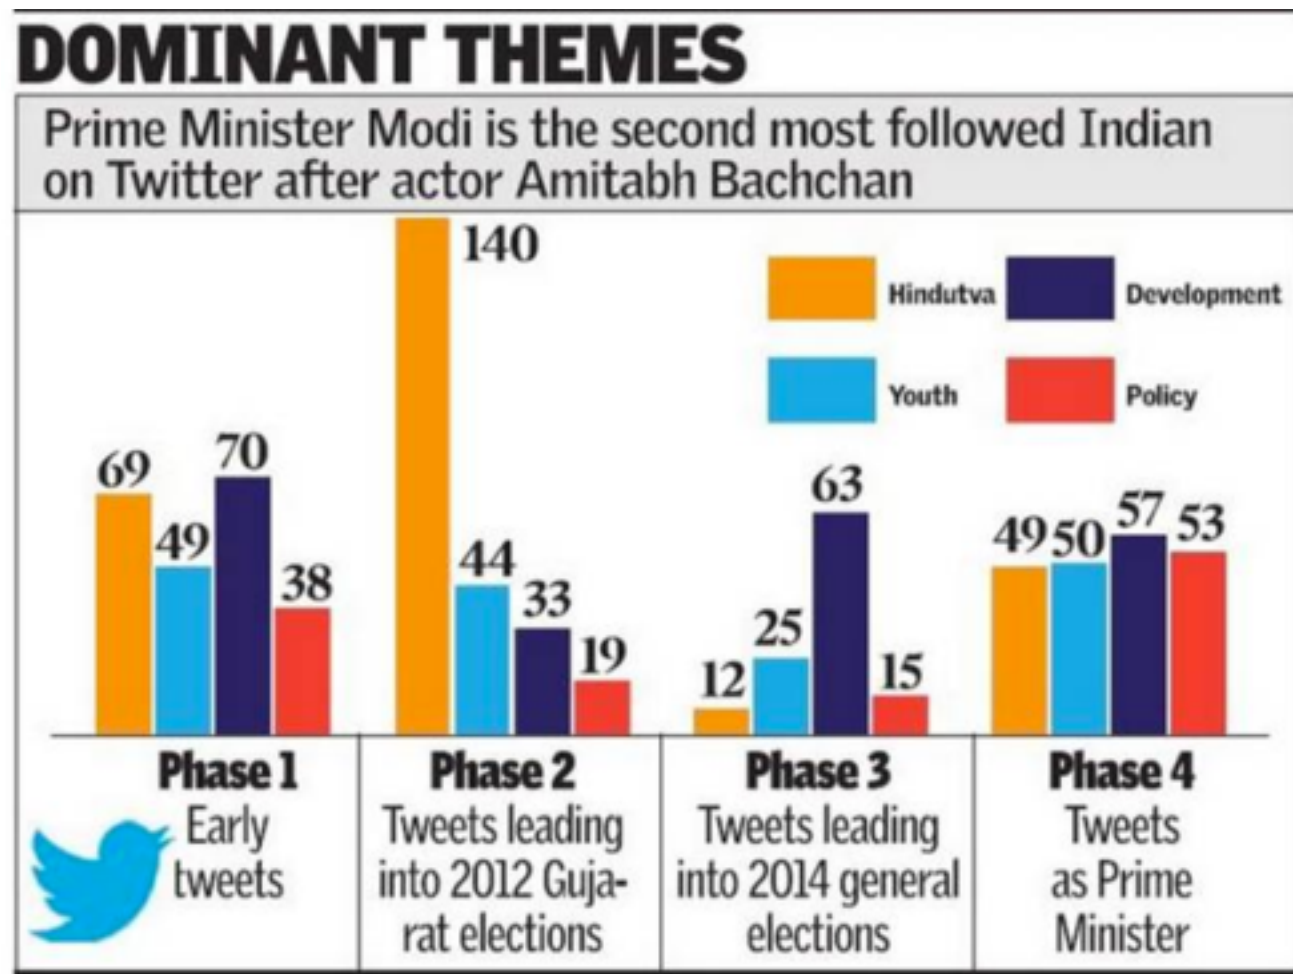 DOMINANT THEMES
Prime Minister Modi is the second most followed Indian
on Twitter after actor Amitabh Bachchan
140
Hindutva
Development
Youth
Policy
69
49
70
38
44
33
19
12
25
63
15
49
50
57
53
Phase 1
Early
tweets
Phase 2
Tweets leading
into 2012 Guja-
rat elections
Phase 3
Tweets leading
into 2014 general
elections
Phase 4
Tweets
as Prime
Minister